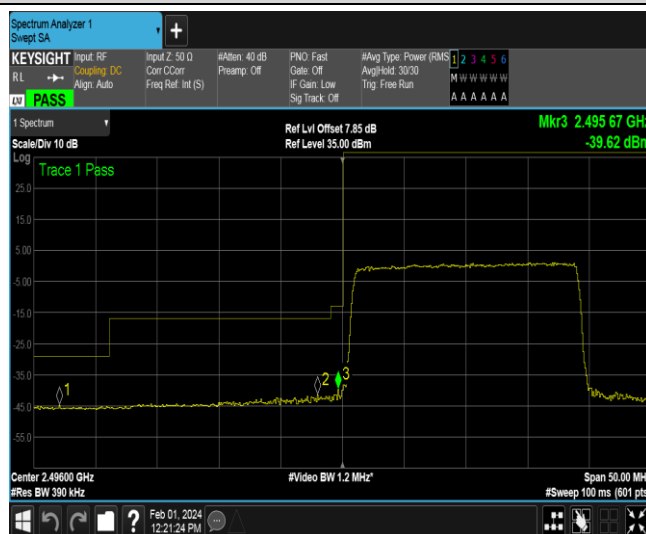 Spectrum Analyzer 1
Swept SA
+
KEYSIGHT Input: RF Input Z: 50 Ω #Atten: 40 dB PNO: Fast #Avg Type: Power (RMS 1 2 3 4 5 6
RL Coupling: DC Corr CCorr Preamp: Off Gate: Off Avg|Hold: 30/30 M W W W W W
Align: Auto Freq Ref: Int (S) IF Gain: Low Trig: Free Run
LXI PASS Sig Track: Off A A A A A A
1 Spectrum Ref Lvl Offset 7.85 dB Mkr3 2.495 67 GHz
Scale/Div 10 dB Ref Level 35.00 dBm -39.62 dBm
Log
Trace 1 Pass
25.0
15.0
5.00
-5.00
-15.0
-25.0
-35.0
1 2 3
-45.0
-55.0
Center 2.49600 GHz #Video BW 1.2 MHz* Span 50.00 MH
#Res BW 390 kHz #Sweep 100 ms (601 pts
? Feb 01, 2024
12:21:24 PM